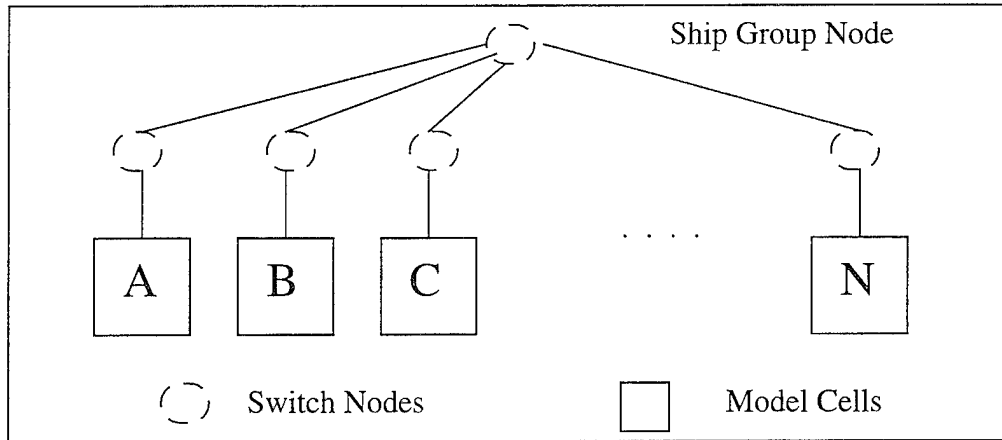 Ship Group Node
A B C . . . . N
Switch Nodes Model Cells